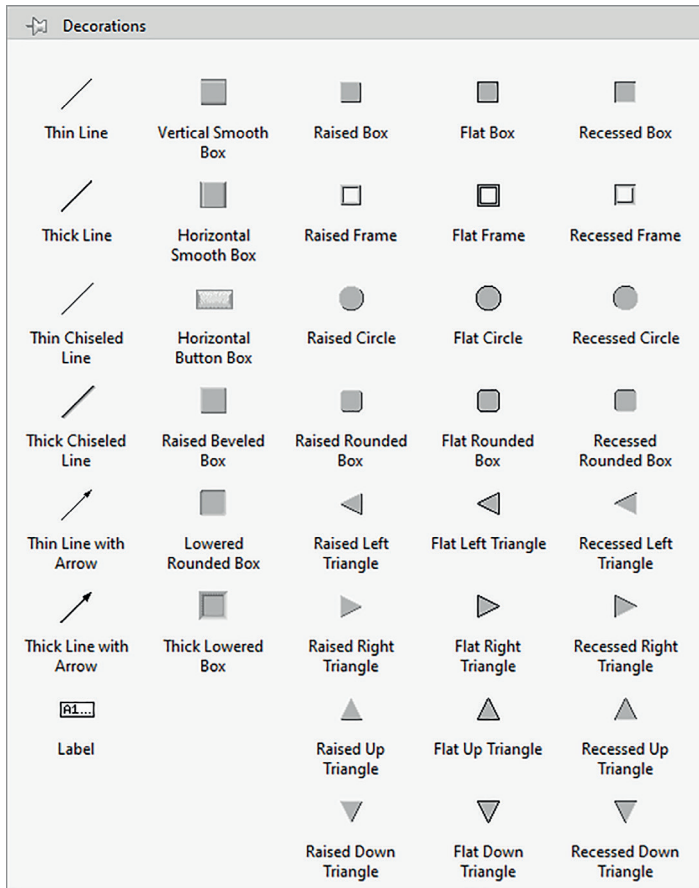 Decorations
Thin Line
Vertical Smooth
Box
Raised Box
Flat Box
Recessed Box
Thick Line
Horizontal
Smooth Box
Raised Frame
Flat Frame
Recessed Frame
Thin Chiseled
Line
Horizontal
Button Box
Raised Circle
Flat Circle
Recessed Circle
Thick Chiseled
Line
Raised Beveled
Box
Raised Rounded
Box
Flat Rounded
Box
Recessed
Rounded Box
Thin Line with
Arrow
Lowered
Rounded Box
Raised Left
Triangle
Flat Left Triangle
Recessed Left
Triangle
Thick Line with
Arrow
Thick Lowered
Box
Raised Right
Triangle
Flat Right
Triangle
Recessed Right
Triangle
A1...
Label
Raised Up
Triangle
Flat Up Triangle
Recessed Up
Triangle
Raised Down
Triangle
Flat Down
Triangle
Recessed Down
Triangle